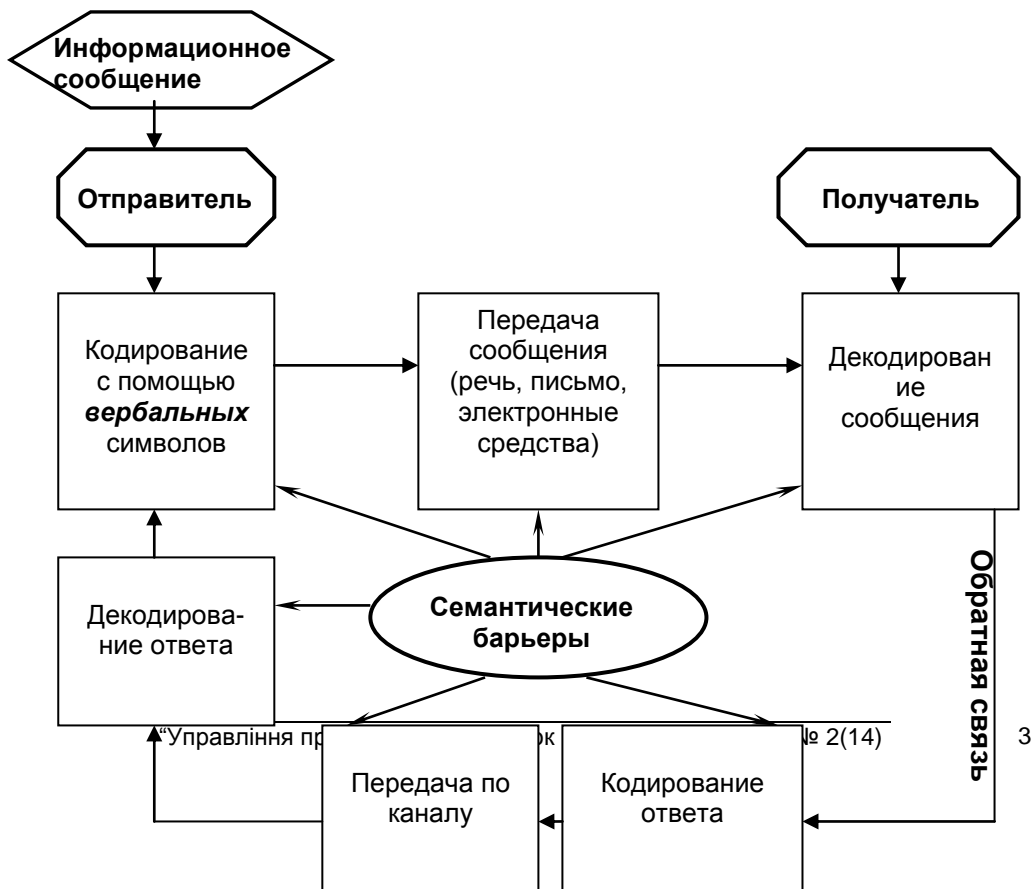 Информационное
сообщение
Отправитель
Получатель
Кодирование
с помощью
вербальных
символов
Передача
сообщения
(речь, письмо,
электронные
средства)
Декодирован
ие
сообщения
Обратная связь
Семантические
барьеры
Декодирова-
ние ответа
“Управління пр ок № 2(14) 3
Передача по
каналу
Кодирование
ответа